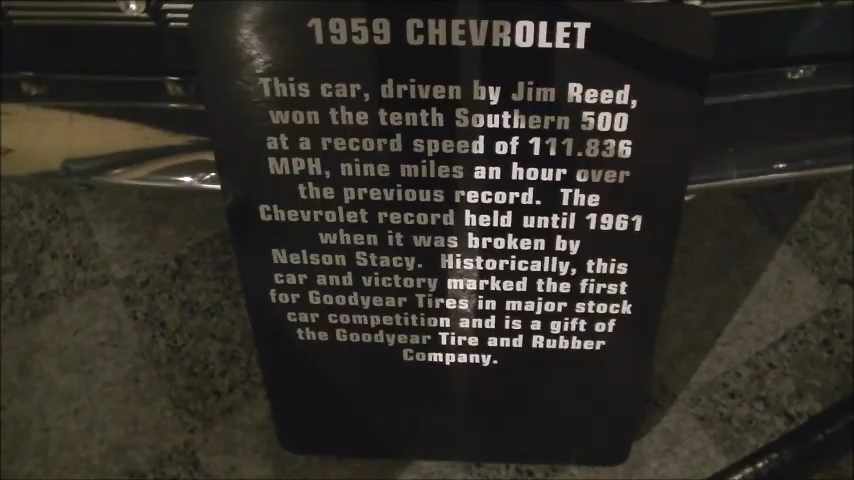 1959 CHEVROLET
This car, driven by Jim Reed,
won the tenth Southern 500
at a record speed of 111.836
MPH, nine miles an hour over
the previous record. The
Chevrolet record held until 1961
when it was broken by
Nelson Stacy. Historically, this
car and victory marked the first
for Goodyear Tires in major stock
car competition and is a gift of
the Goodyear Tire and Rubber
Company.